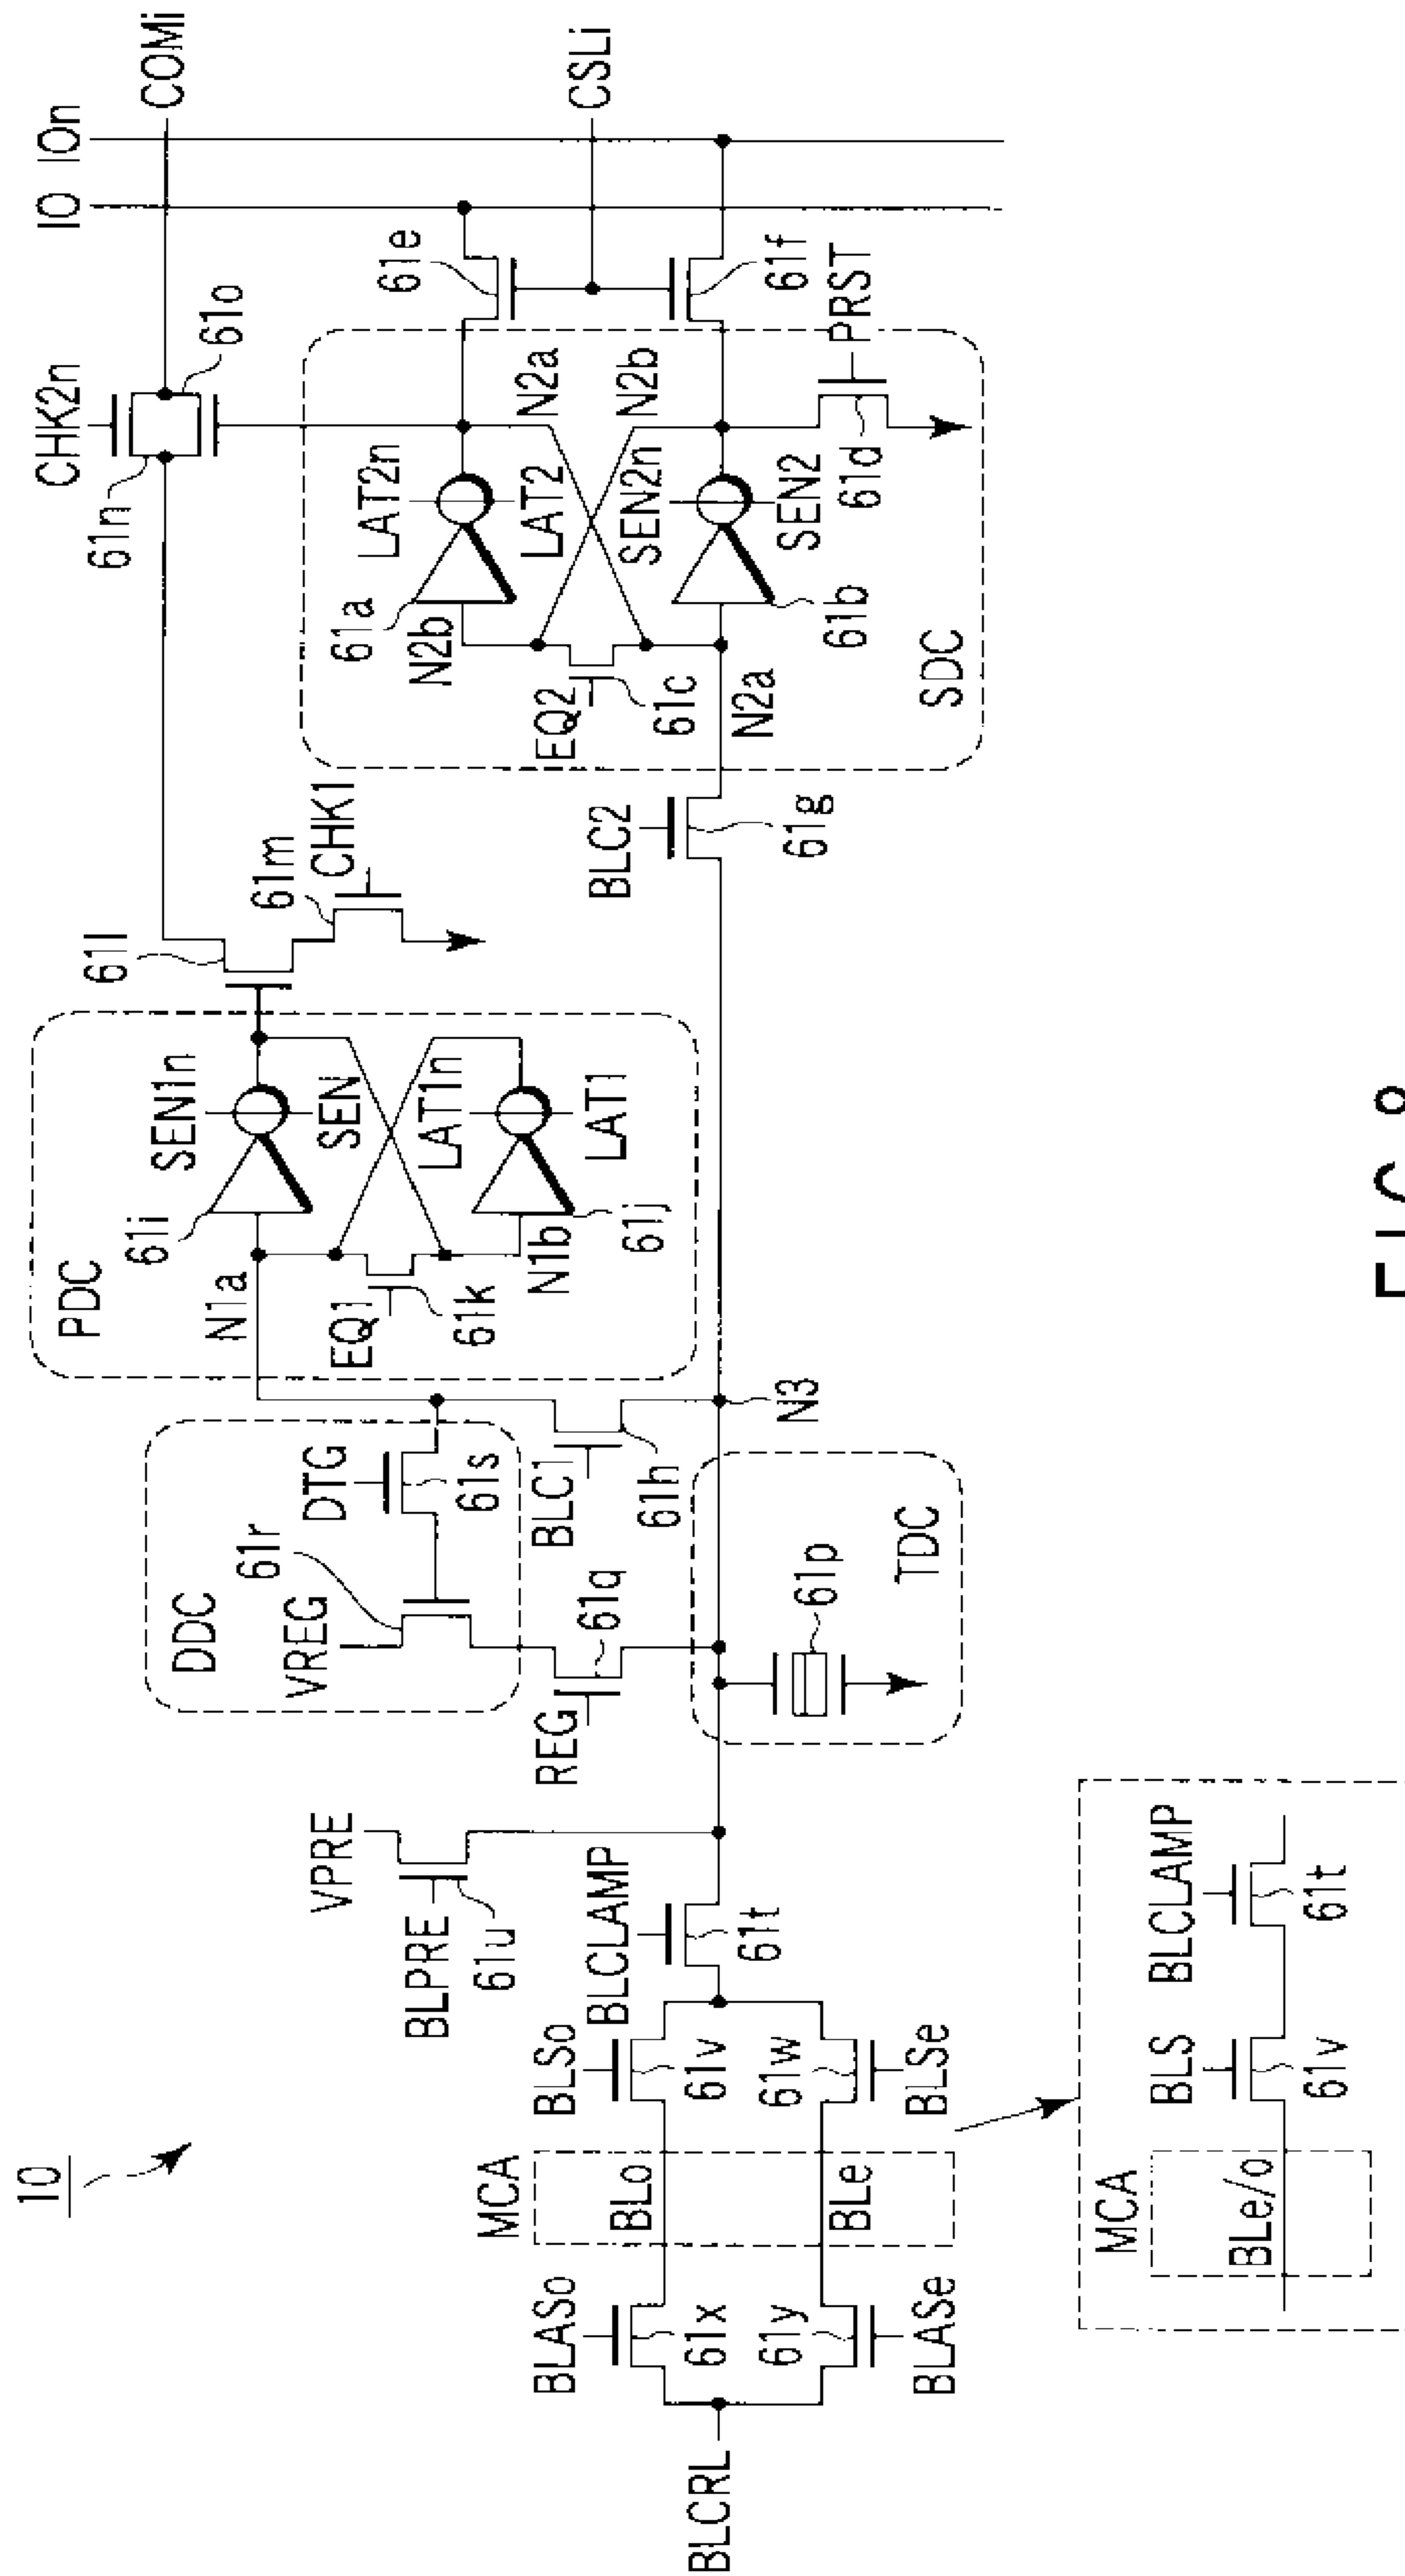 10
IO
IOn
COMi
CHK2n
61n
61o
61e
CSLi
61f
PRST
61d
LAT2n
LAT2
N2a
N2b
SEN2n
SEN2
61a
61b
N2b
EQ2
61c
N2a
SDC
BLC2
61g
61l
61m
CHK1
PDC
SEN1n
SEN
LAT1n
LAT1
61i
61j
N1a
EQ1
61k
N1b
DDC
DTG
61s
61r
VREG
BLC1
61h
N3
REG
61q
TDC
61p
VPRE
BLPRE
61u
BLCLAMP
61t
BLSo
61v
61w
BLSe
MCA
BLo
BLe
BLASo
61x
61y
BLASe
BLCRL
MCA
BLe/o
BLS
61v
BLCLAMP
61t